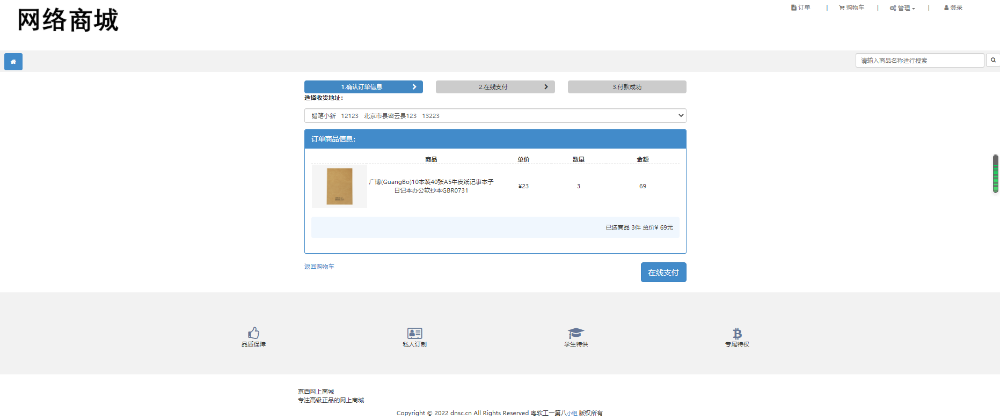 网络商城
订单 | 购物车 | 管理 | 登录
请输入商品名称进行搜索
1.确认订单信息 2.在线支付 3.付款成功
选择收货地址：
蜡笔小新 12123 北京市县密云县123 13223
订单商品信息：
商品 单价 数量 金额
广博(GuangBo)10本装40张A5牛皮纸记事本子
日记本办公软抄本GBR0731
¥23 3 69
已选商品 3件 总价¥ 69元
返回购物车 在线支付
品质保障 私人订制 学生特供 专属特权
京西网上商城
专注高级正品的网上商城
Copyright © 2022 dnsc.cn All Rights Reserved 粤软工一第八小组 版权所有